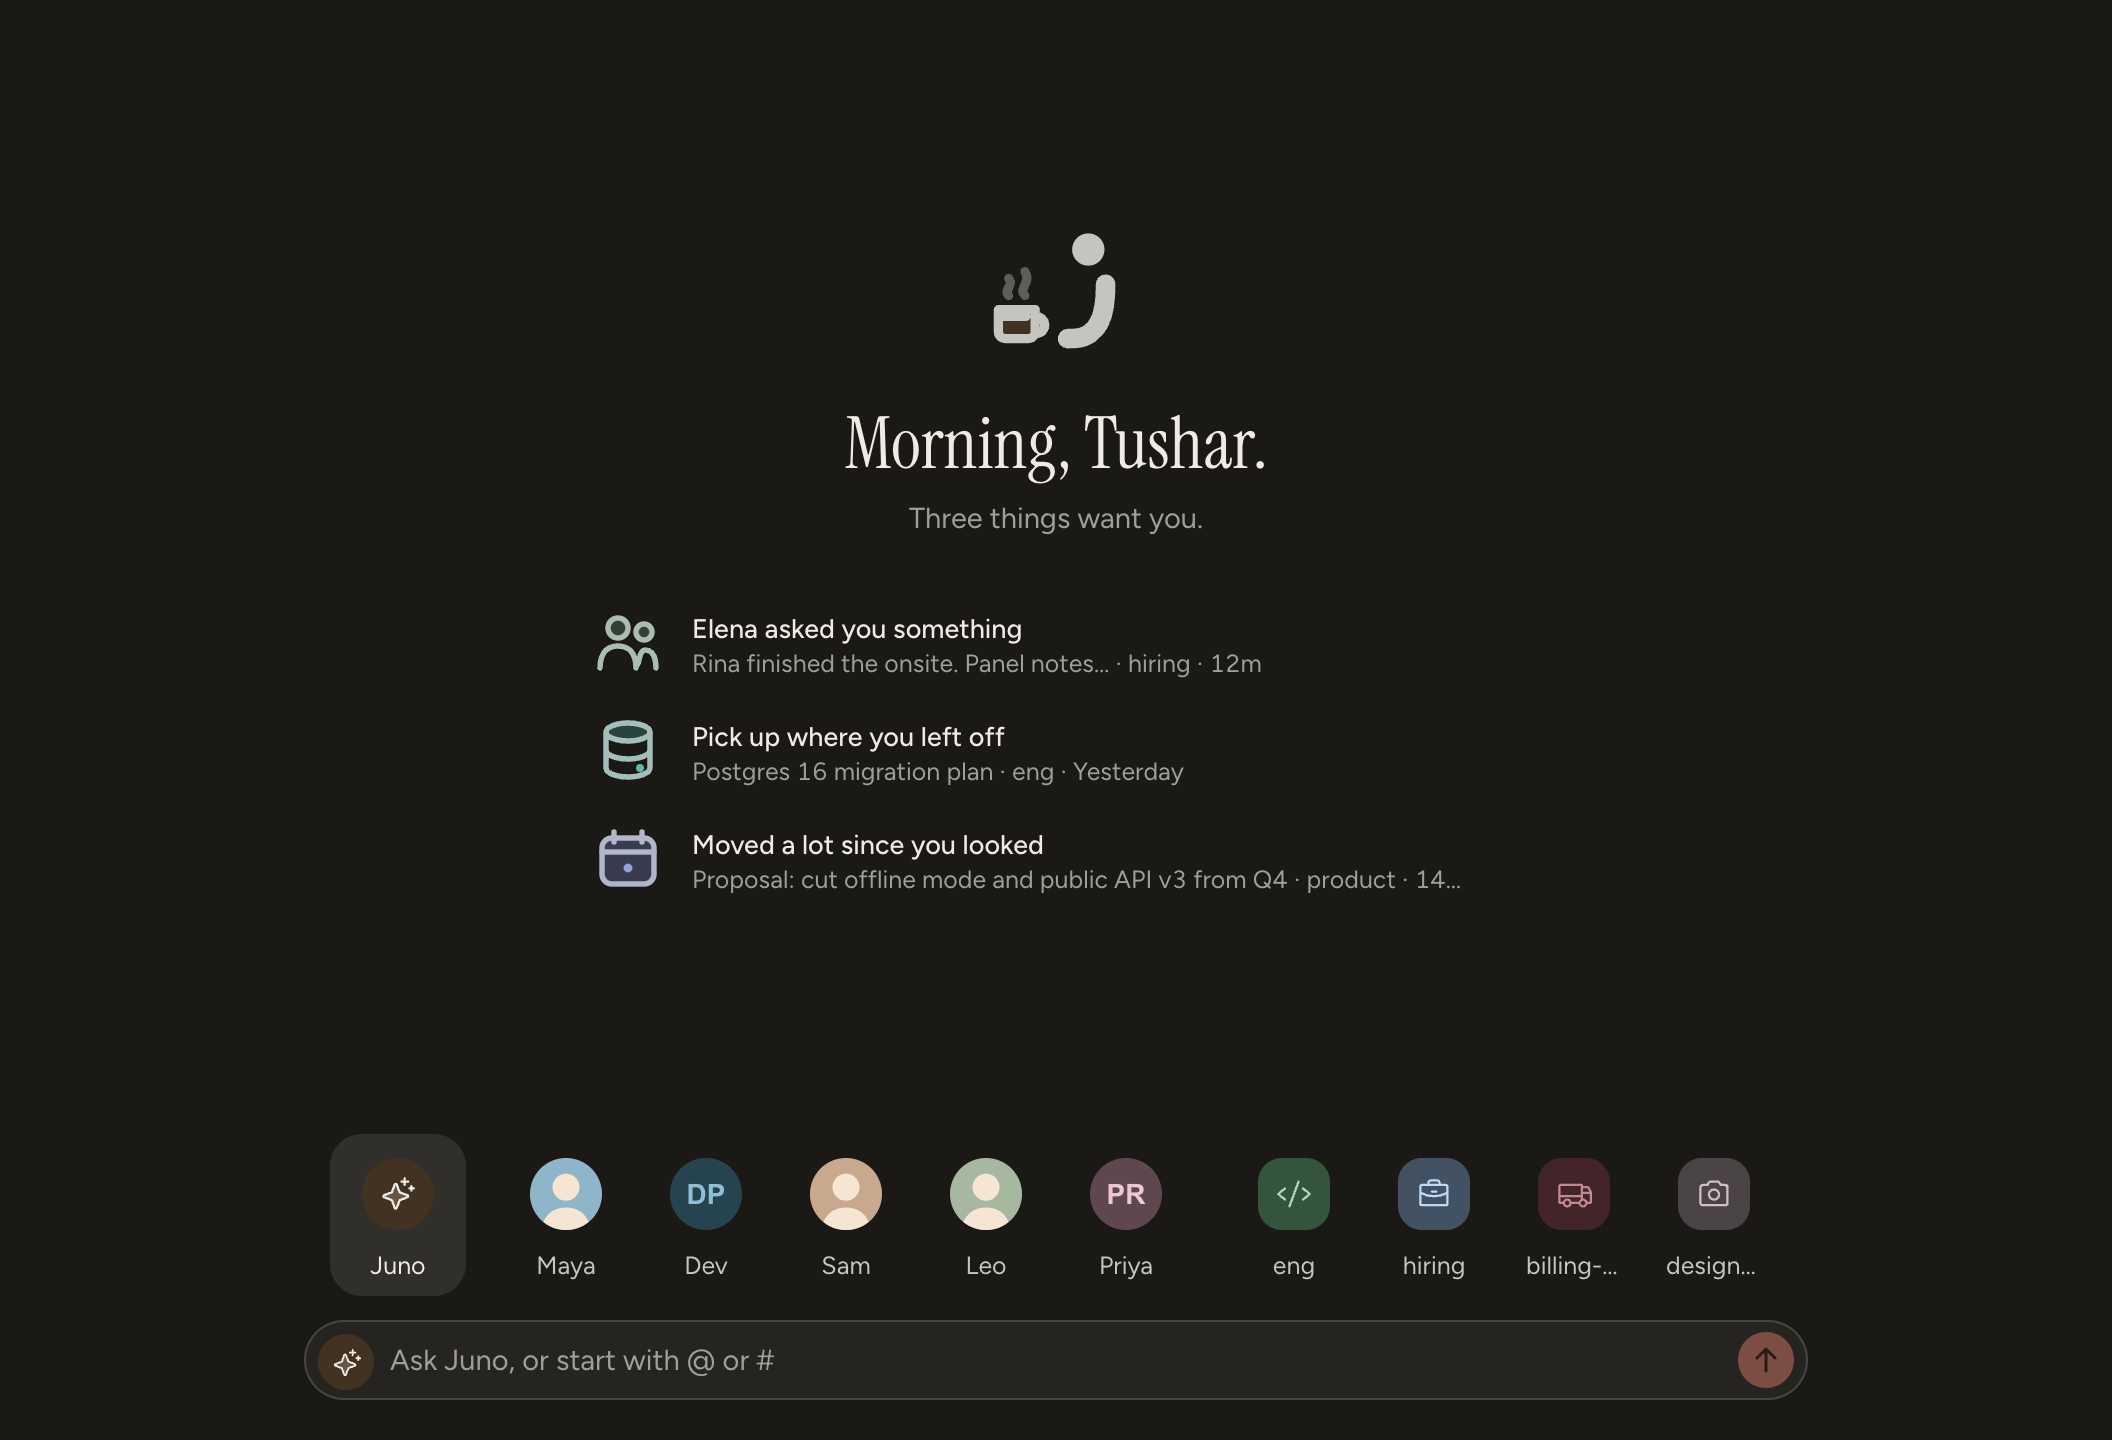 Morning, Tushar.
Three things want you.
Elena asked you something
Rina finished the onsite. Panel notes... · hiring · 12m
Pick up where you left off
Postgres 16 migration plan · eng · Yesterday
Moved a lot since you looked
Proposal: cut offline mode and public API v3 from Q4 · product · 14...
DP PR
Juno Maya Dev Sam Leo Priya eng hiring billing-... design...
Ask Juno, or start with @ or #